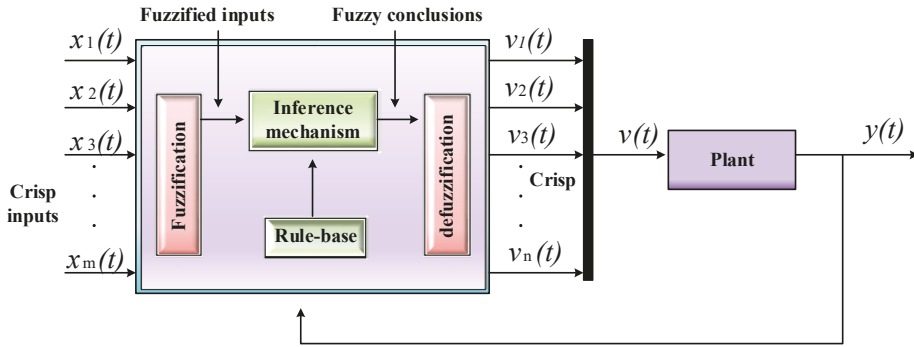 Fuzzified inputs
Fuzzy conclusions
x1(t)
x2(t)
x3(t)
.
.
.
xm(t)
Crisp
inputs
Fuzzification
Inference
mechanism
Rule-base
defuzzification
v1(t)
v2(t)
v3(t)
.
Crisp
.
.
vn(t)
v(t)
Plant
y(t)